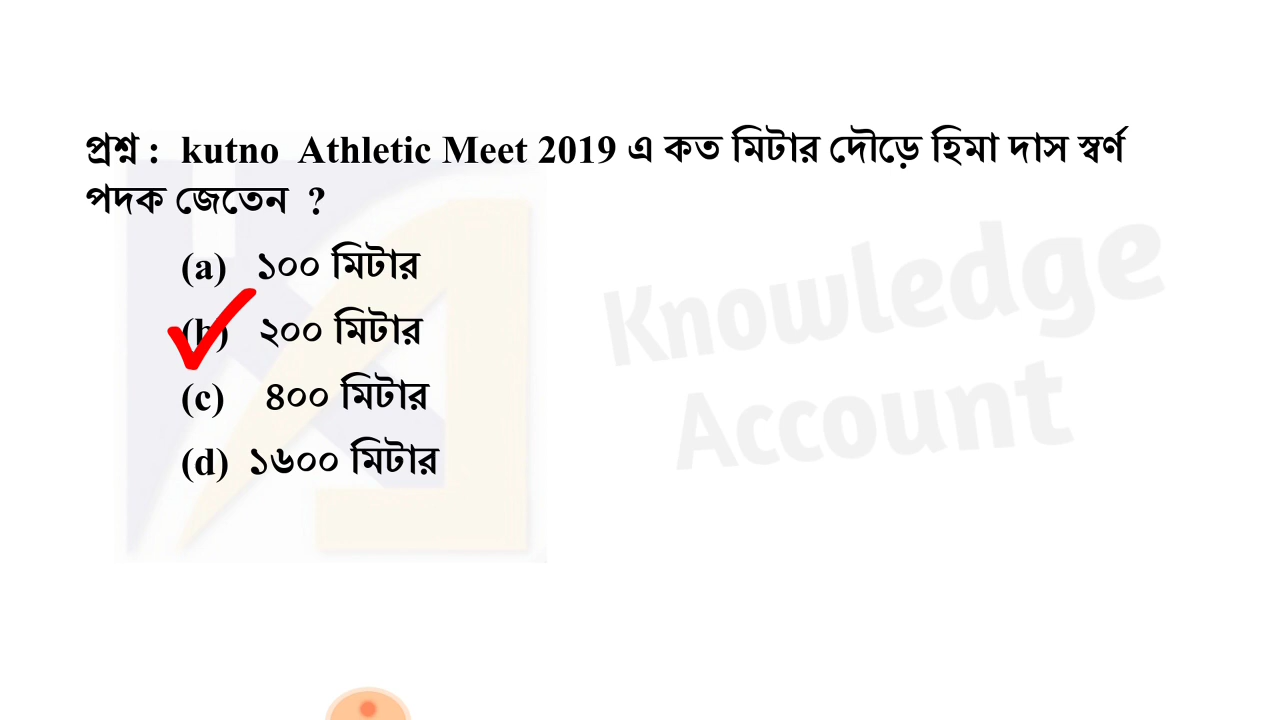 প্রশ্ন : kutno Athletic Meet 2019 এ কত মিটার দৌড়ে হিমা দাস স্বর্ণ
পদক জেতেন ?
(a) ১০০ মিটার
(b) ২০০ মিটার
(c) ৪০০ মিটার
(d) ১৬০০ মিটার
Knowledge
Account